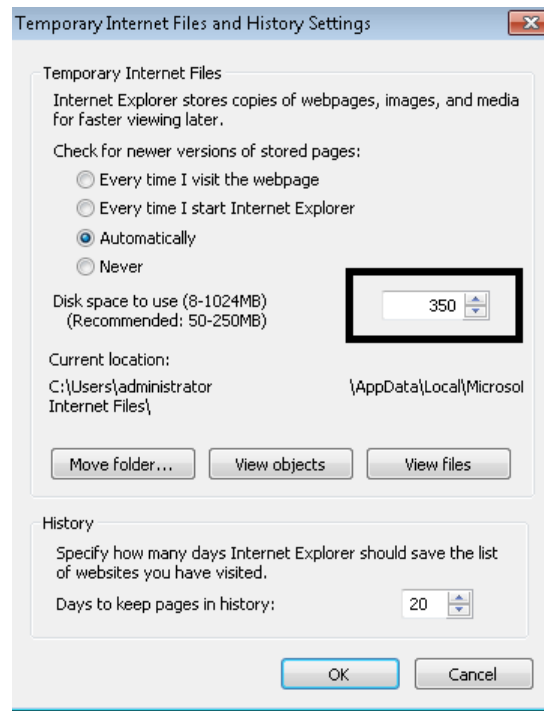 Temporary Internet Files and History Settings
Temporary Internet Files
Internet Explorer stores copies of webpages, images, and media
for faster viewing later.
Check for newer versions of stored pages:
Every time I visit the webpage
Every time I start Internet Explorer
Automatically
Never
Disk space to use (8-1024MB) 350
(Recommended: 50-250MB)
Current location:
C:\Users\administrator \AppData\Local\Microsol
Internet Files\
Move folder... View objects View files
History
Specify how many days Internet Explorer should save the list
of websites you have visited.
Days to keep pages in history: 20
OK Cancel